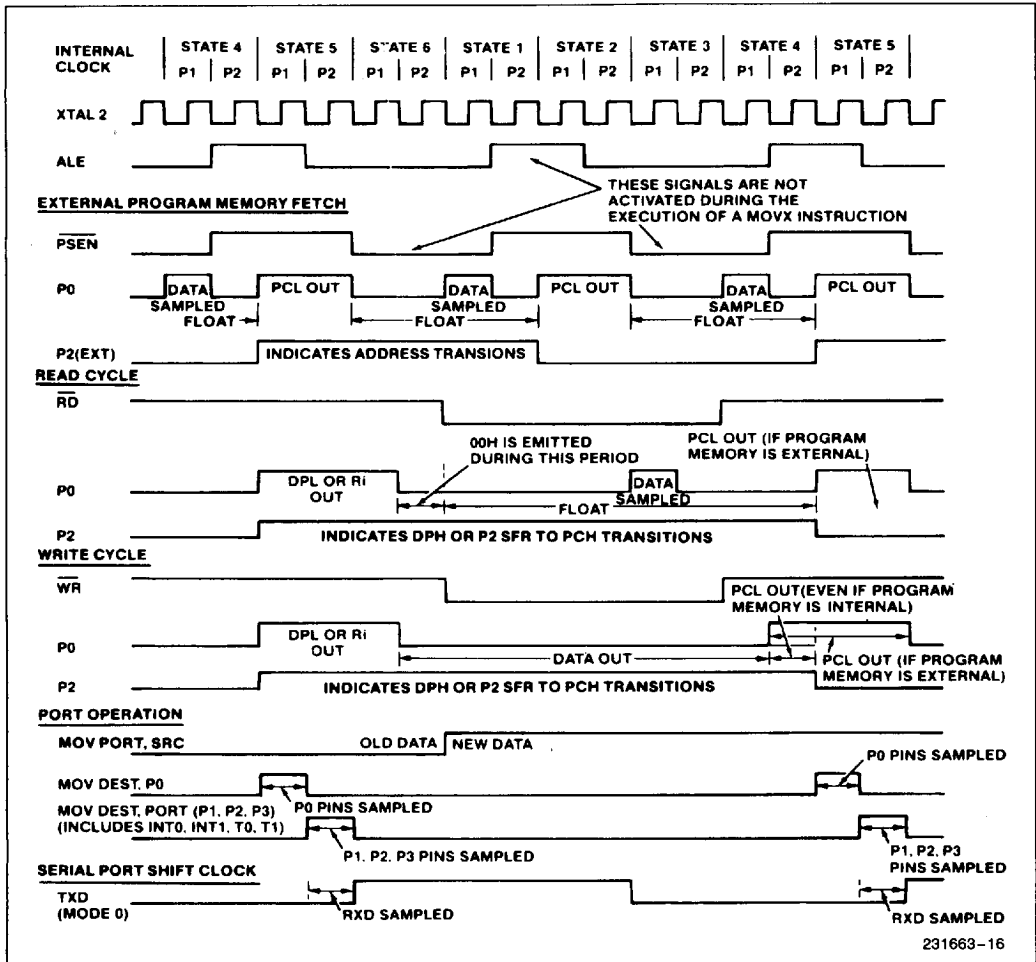 INTERNAL CLOCK
STATE 4 STATE 5 STATE 6 STATE 1 STATE 2 STATE 3 STATE 4 STATE 5
P1 P2 P1 P2 P1 P2 P1 P2 P1 P2 P1 P2 P1 P2 P1 P2
XTAL 2
ALE
THESE SIGNALS ARE NOT
ACTIVATED DURING THE
EXECUTION OF A MOVX INSTRUCTION
EXTERNAL PROGRAM MEMORY FETCH
PSEN
P0
DATA PCL OUT DATA PCL OUT DATA PCL OUT
SAMPLED SAMPLED SAMPLED
FLOAT FLOAT FLOAT
P2(EXT)
INDICATES ADDRESS TRANSIONS
READ CYCLE
RD
00H IS EMITTED
DURING THIS PERIOD
PCL OUT (IF PROGRAM
MEMORY IS EXTERNAL)
P0
DPL OR Ri
OUT
DATA
SAMPLED
FLOAT
P2
INDICATES DPH OR P2 SFR TO PCH TRANSITIONS
WRITE CYCLE
WR
PCL OUT(EVEN IF PROGRAM
MEMORY IS INTERNAL)
P0
DPL OR Ri
OUT
DATA OUT
PCL OUT (IF PROGRAM
MEMORY IS EXTERNAL)
P2
INDICATES DPH OR P2 SFR TO PCH TRANSITIONS
PORT OPERATION
MOV PORT, SRC
OLD DATA NEW DATA
MOV DEST, P0
P0 PINS SAMPLED
P0 PINS SAMPLED
MOV DEST, PORT (P1, P2, P3)
(INCLUDES INT0, INT1, T0, T1)
P1, P2, P3 PINS SAMPLED
P1, P2, P3
PINS SAMPLED
SERIAL PORT SHIFT CLOCK
TXD
(MODE 0)
RXD SAMPLED
RXD SAMPLED
231663-16